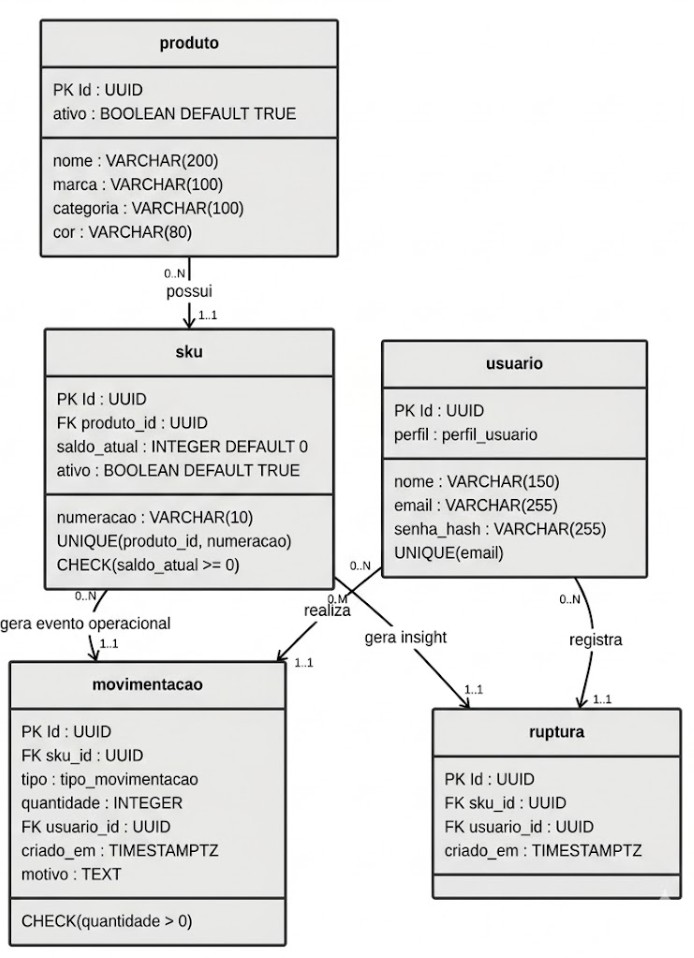 produto
PK Id : UUID
ativo : BOOLEAN DEFAULT TRUE
nome : VARCHAR(200)
marca : VARCHAR(100)
categoria : VARCHAR(100)
cor : VARCHAR(80)
0..N
possui
1..1
sku
PK Id : UUID
FK produto_id : UUID
saldo_atual : INTEGER DEFAULT 0
ativo : BOOLEAN DEFAULT TRUE
numeracao : VARCHAR(10)
UNIQUE(produto_id, numeracao)
CHECK(saldo_atual >= 0)
usuario
PK Id : UUID
perfil : perfil_usuario
nome : VARCHAR(150)
email : VARCHAR(255)
senha_hash : VARCHAR(255)
UNIQUE(email)
0..N
gera evento operacional
1..1
0..N
realiza
1..1
0..M
gera insight
1..1
0..N
registra
1..1
movimentacao
PK Id : UUID
FK sku_id : UUID
tipo : tipo_movimentacao
quantidade : INTEGER
FK usuario_id : UUID
criado_em : TIMESTAMPTZ
motivo : TEXT
CHECK(quantidade > 0)
ruptura
PK Id : UUID
FK sku_id : UUID
FK usuario_id : UUID
criado_em : TIMESTAMPTZ